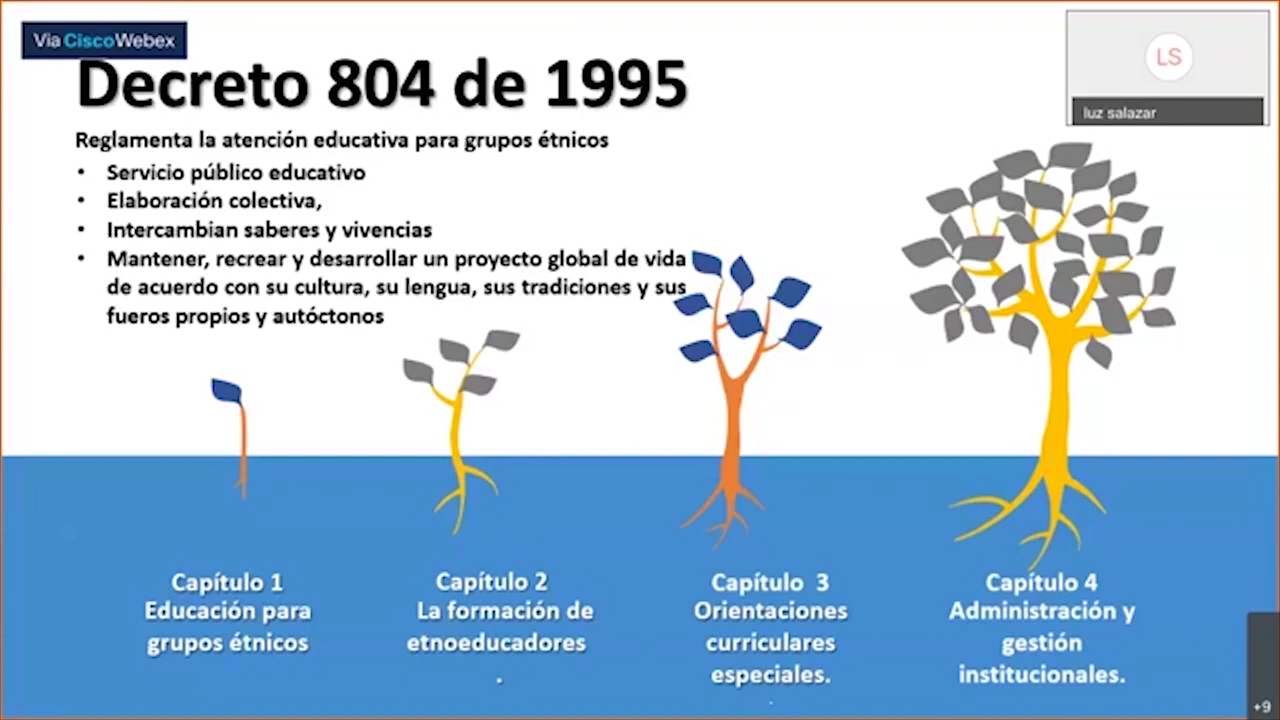 Vía CiscoWebex
LS
luz salazar
Decreto 804 de 1995
Reglamenta la atención educativa para grupos étnicos
• Servicio público educativo
• Elaboración colectiva,
• Intercambian saberes y vivencias
• Mantener, recrear y desarrollar un proyecto global de vida
de acuerdo con su cultura, su lengua, sus tradiciones y sus
fueros propios y autóctonos
Capítulo 1
Educación para
grupos étnicos
Capítulo 2
La formación de
etnoeducadores
.
Capítulo 3
Orientaciones
curriculares
especiales.
.
Capítulo 4
Administración y
gestión
institucionales.
+9